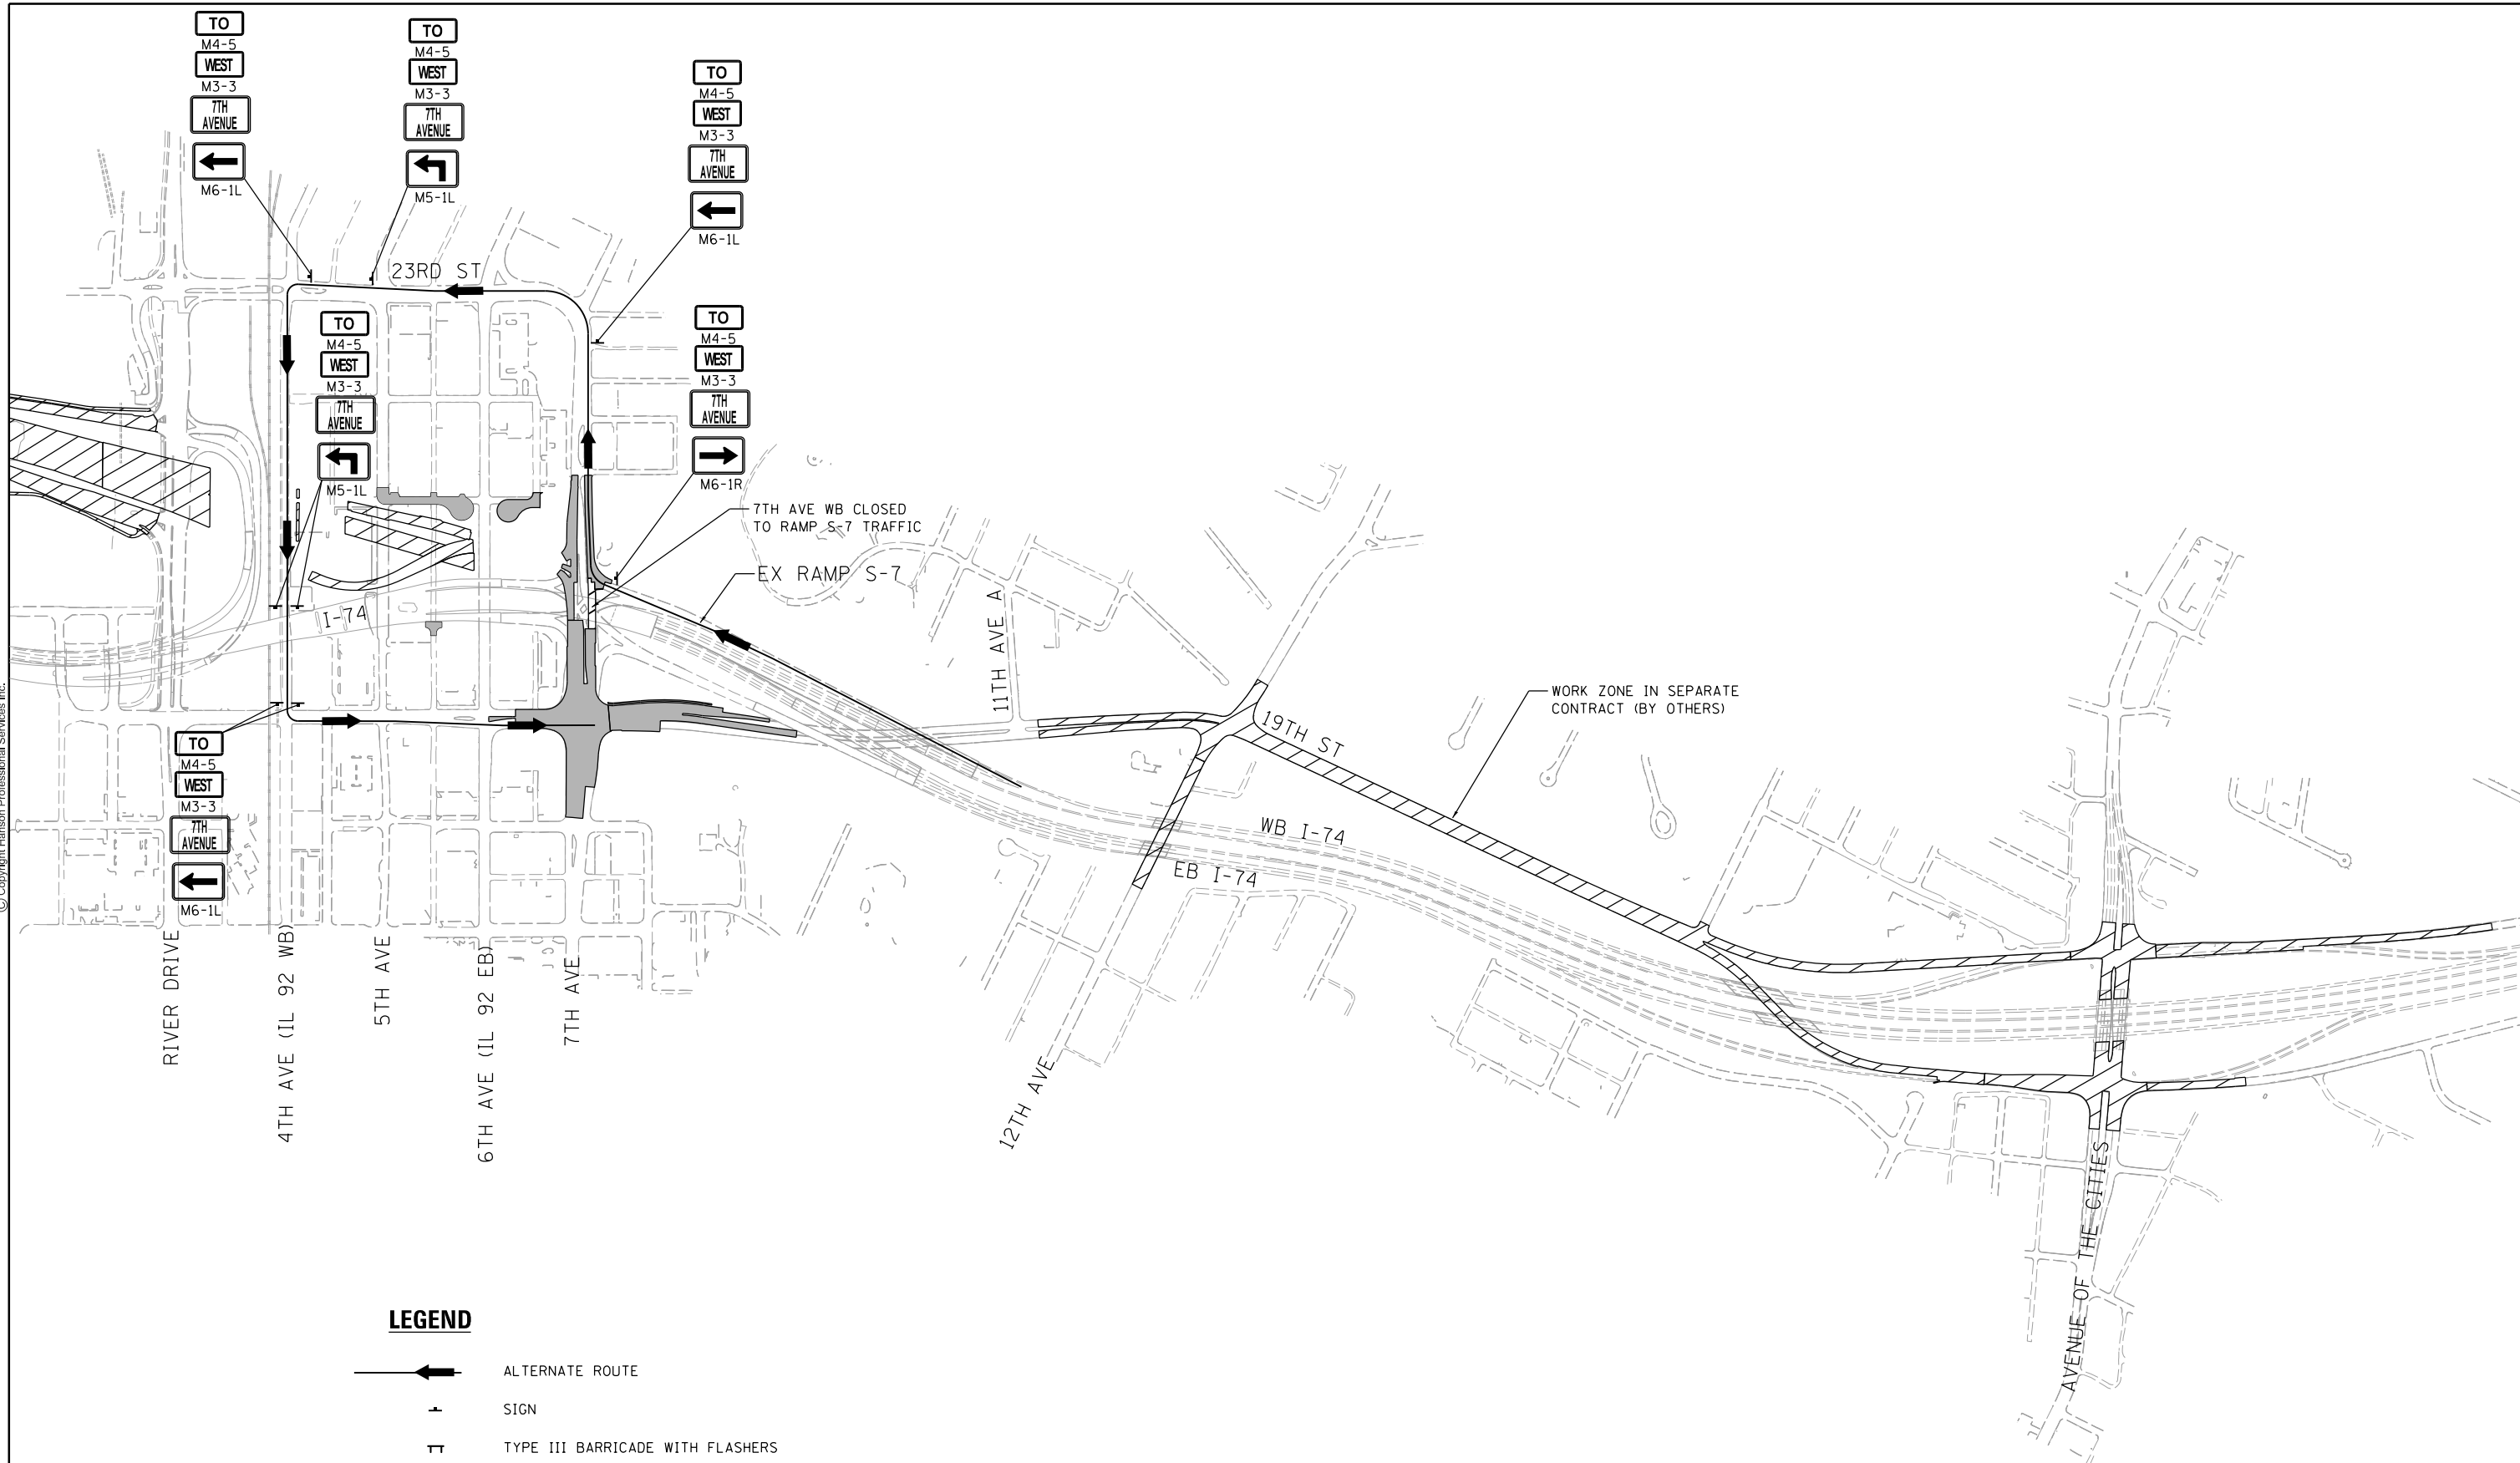 TO
M4-5
WEST
M3-3
7TH
AVENUE
M6-1L
TO
M4-5
WEST
M3-3
7TH
AVENUE
M5-1L
TO
M4-5
WEST
M3-3
7TH
AVENUE
M6-1L
23RD ST
TO
M4-5
WEST
M3-3
7TH
AVENUE
M5-1L
TO
M4-5
WEST
M3-3
7TH
AVENUE
M6-1R
7TH AVE WB CLOSED
TO RAMP S-7 TRAFFIC
EX RAMP S-7
I-74
11TH AVE A
WORK ZONE IN SEPARATE
CONTRACT (BY OTHERS)
19TH ST
TO
M4-5
WEST
M3-3
7TH
AVENUE
M6-1L
WB I-74
EB I-74
© Copyright Hanson Professional Services Inc.
RIVER DRIVE
4TH AVE (IL 92 WB)
5TH AVE
6TH AVE (IL 92 EB)
7TH AVE
12TH AVE
AVENUE OF THE CITIES
LEGEND
ALTERNATE ROUTE
SIGN
TYPE III BARRICADE WITH FLASHERS